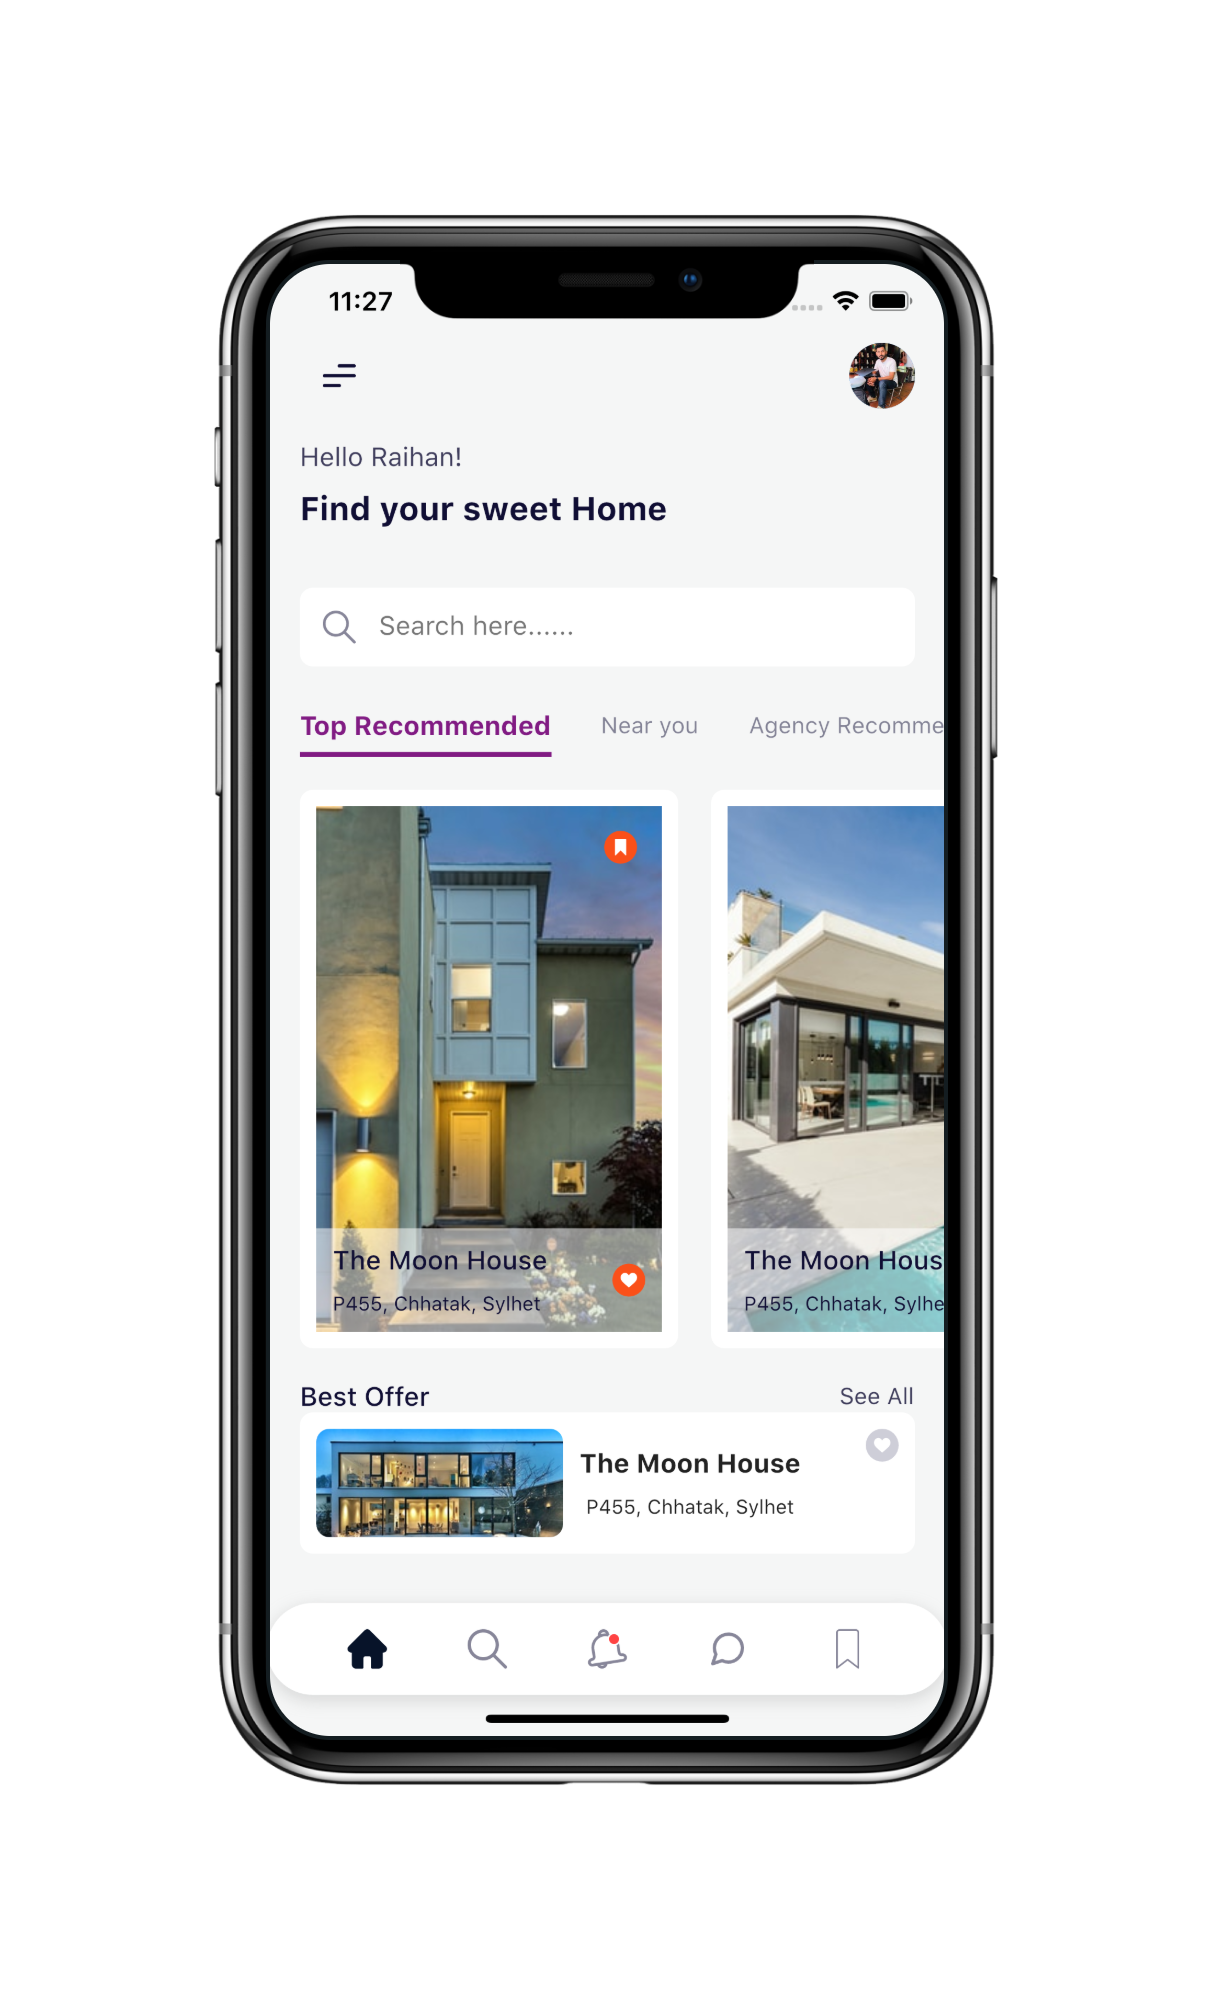 11:27
Hello Raihan!
Find your sweet Home
Search here......
Top Recommended Near you Agency Recomme
The Moon House
P455, Chhatak, Sylhet
The Moon Hous
P455, Chhatak, Sylhe
Best Offer See All
The Moon House
P455, Chhatak, Sylhet